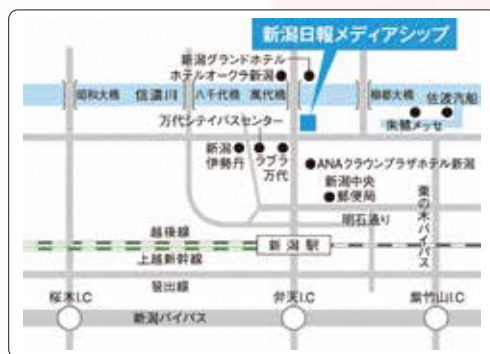 新潟日報メディアシップ
新潟グランドホテル
ホテルオークラ新潟
昭和大橋
信濃川
八千代橋
萬代橋
柳都大橋
佐渡汽船
朱鷺メッセ
万代シテイバスセンター
新潟
伊勢丹
ラブラ
万代
ANAクラウンプラザホテル新潟
新潟中央
郵便局
明石通り
栗の木バイパス
越後線
上越新幹線
新潟駅
笹出線
桜木I.C
弁天I.C
紫竹山I.C
新潟バイパス